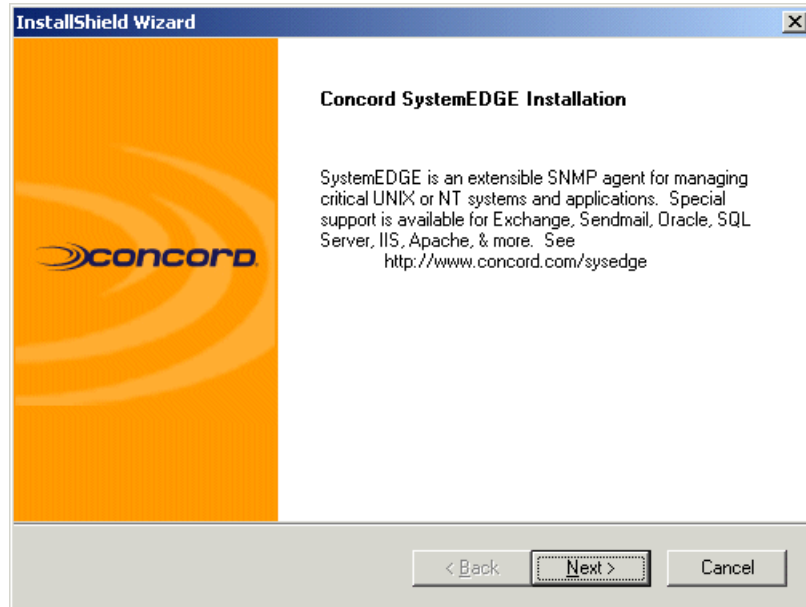 InstallShield Wizard
Concord SystemEDGE Installation
SystemEDGE is an extensible SNMP agent for managing
critical UNIX or NT systems and applications. Special
support is available for Exchange, Sendmail, Oracle, SQL
Server, IIS, Apache, & more. See
http://www.concord.com/sysedge
concord
< Back
Next >
Cancel